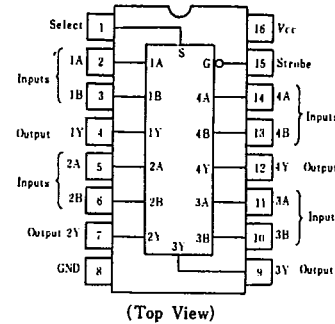 Select 1 S 16 Vcc
1A 2 1A G 15 Strobe
Inputs
1B 3 1B 4A 14 4A
Inputs
Output 1Y 4 1Y 4B 13 4B
2A 5 2A 4Y 12 4Y Output
Inputs
2B 6 2B 3A 11 3A
Input
Output 2Y 7 2Y 3B 10 3B
3Y
GND 8 9 3Y Output
(Top View)